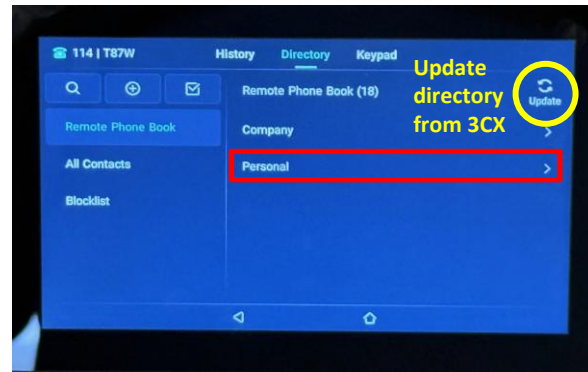 114 | T87W
History Directory Keypad
Update
directory
from 3CX
Update
Remote Phone Book (18)
Remote Phone Book
Company
All Contacts
Personal
Blocklist